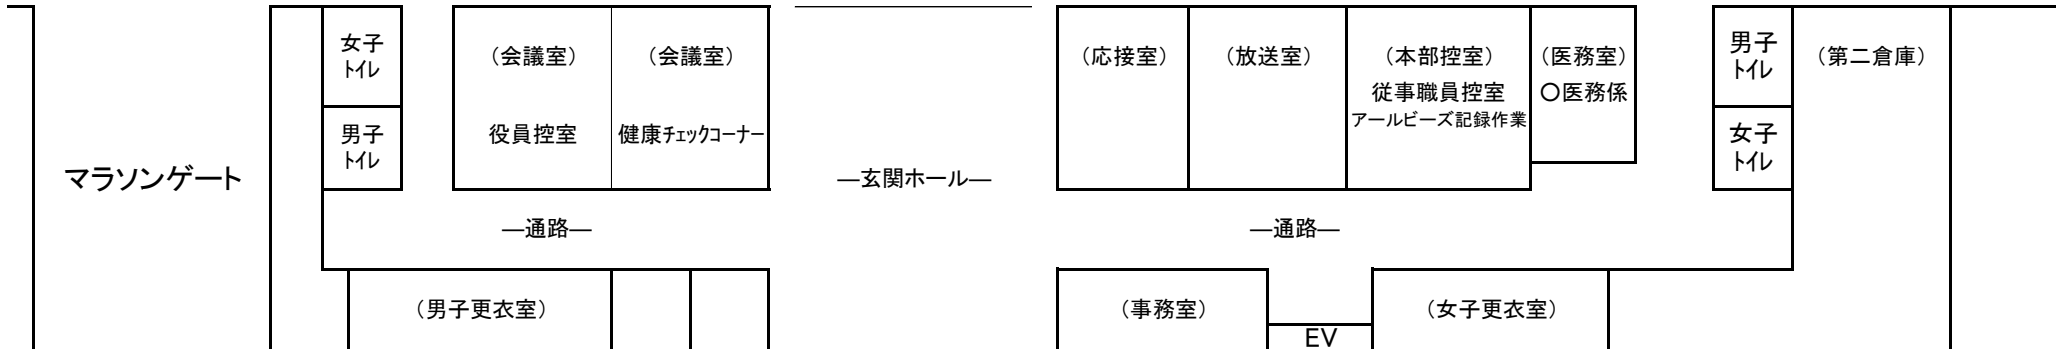 女子
ﾄｲﾚ
（会議室）
（会議室）
（応接室）
（放送室）
（本部控室）
（医務室）
男子
ﾄｲﾚ
（第二倉庫）
従事職員控室
〇医務係
アールビーズ記録作業
男子
ﾄｲﾚ
役員控室
健康ﾁｪｯｸｺｰﾅｰ
女子
ﾄｲﾚ
マラソンゲート
―玄関ホール―
―通路―
―通路―
（男子更衣室）
（事務室）
（女子更衣室）
EV